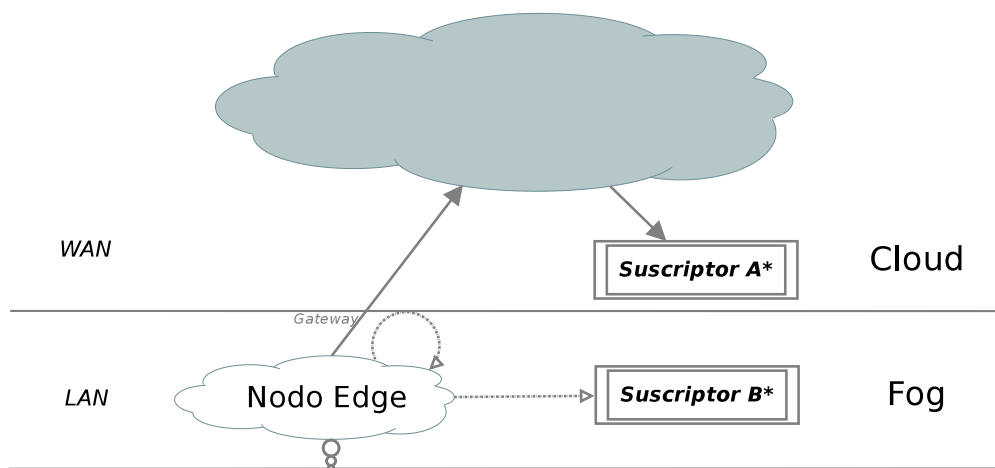 WAN
Suscriptor A*
Cloud
Gateway
LAN
Nodo Edge
Suscriptor B*
Fog